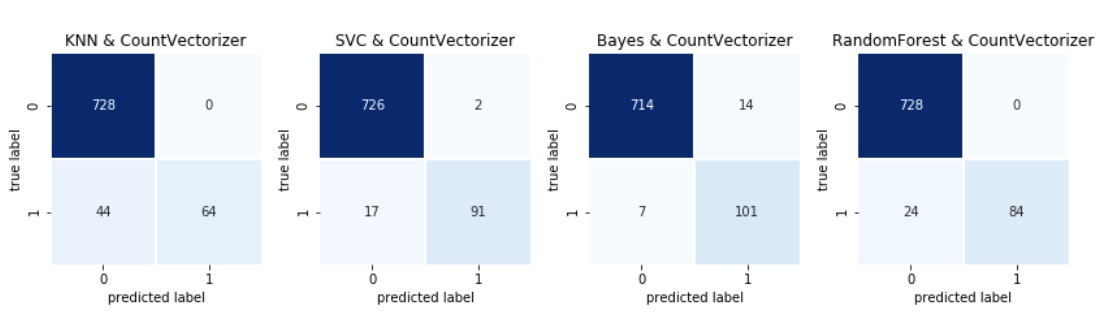 KNN & CountVectorizer
true label
0
1
728
0
44
64
0
1
predicted label
SVC & CountVectorizer
true label
0
1
726
2
17
91
0
1
predicted label
Bayes & CountVectorizer
true label
0
1
714
14
7
101
0
1
predicted label
RandomForest & CountVectorizer
true label
0
1
728
0
24
84
0
1
predicted label